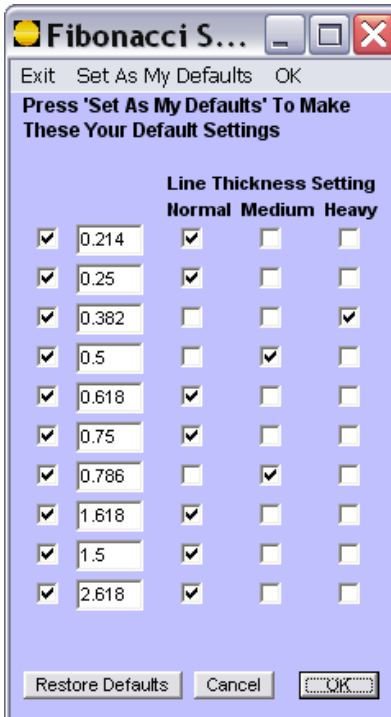 Fibonacci S...
Exit Set As My Defaults OK
Press 'Set As My Defaults' To Make
These Your Default Settings
Line Thickness Setting
Normal Medium Heavy
0.214
0.25
0.382
0.5
0.618
0.75
0.786
1.618
1.5
2.618
Restore Defaults Cancel OK